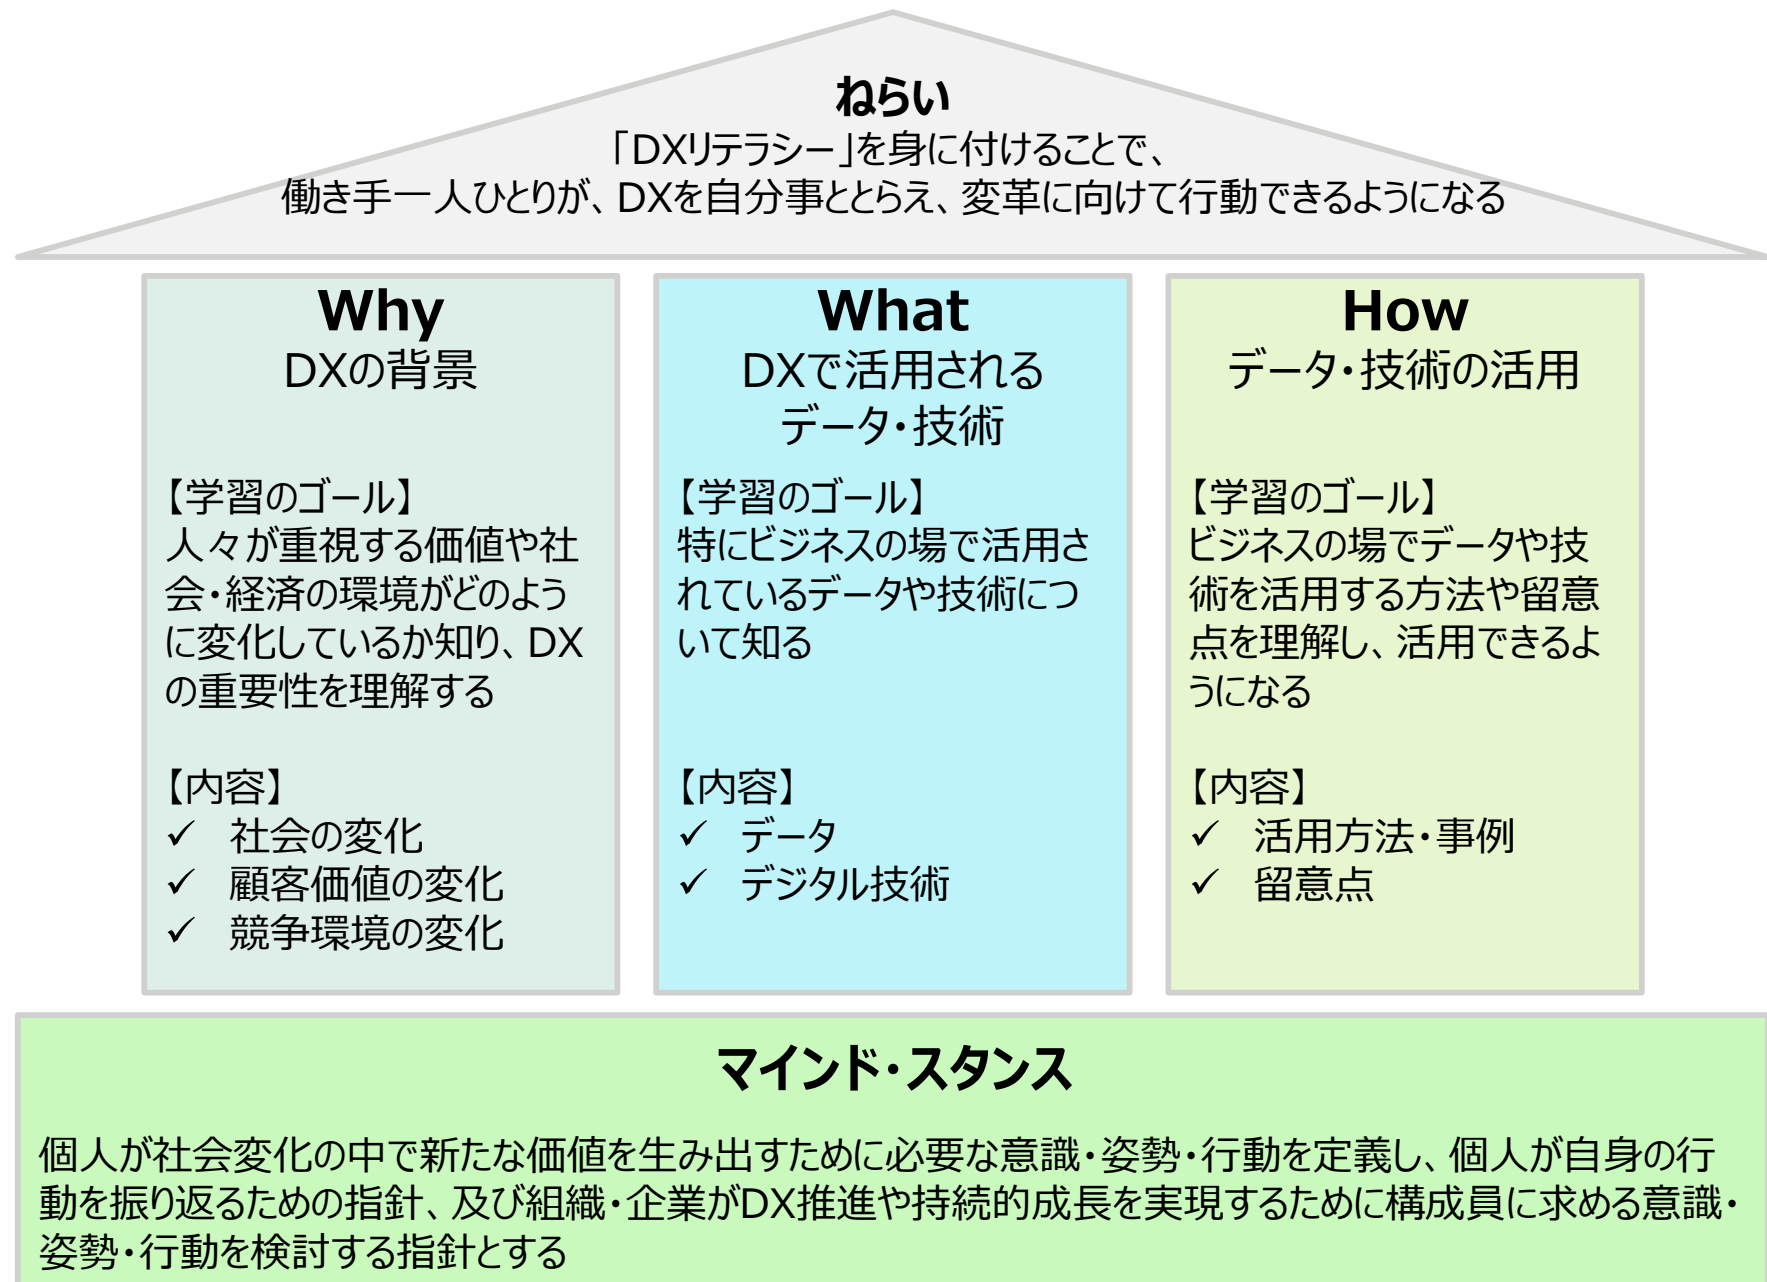 ねらい
「DXリテラシー」を身に付けることで、
働き手一人ひとりが、DXを自分事ととらえ、変革に向けて行動できるようになる
Why
DXの背景
【学習のゴール】
人々が重視する価値や社
会・経済の環境がどのよう
に変化しているか知り、DX
の重要性を理解する
【内容】
✓ 社会の変化
✓ 顧客価値の変化
✓ 競争環境の変化
What
DXで活用される
データ・技術
【学習のゴール】
特にビジネスの場で活用さ
れているデータや技術につ
いて知る
【内容】
✓ データ
✓ デジタル技術
How
データ・技術の活用
【学習のゴール】
ビジネスの場でデータや技
術を活用する方法や留意
点を理解し、活用できるよ
うになる
【内容】
✓ 活用方法・事例
✓ 留意点
マインド・スタンス
個人が社会変化の中で新たな価値を生み出すために必要な意識・姿勢・行動を定義し、個人が自身の行
動を振り返るための指針、及び組織・企業がDX推進や持続的成長を実現するために構成員に求める意識・
姿勢・行動を検討する指針とする